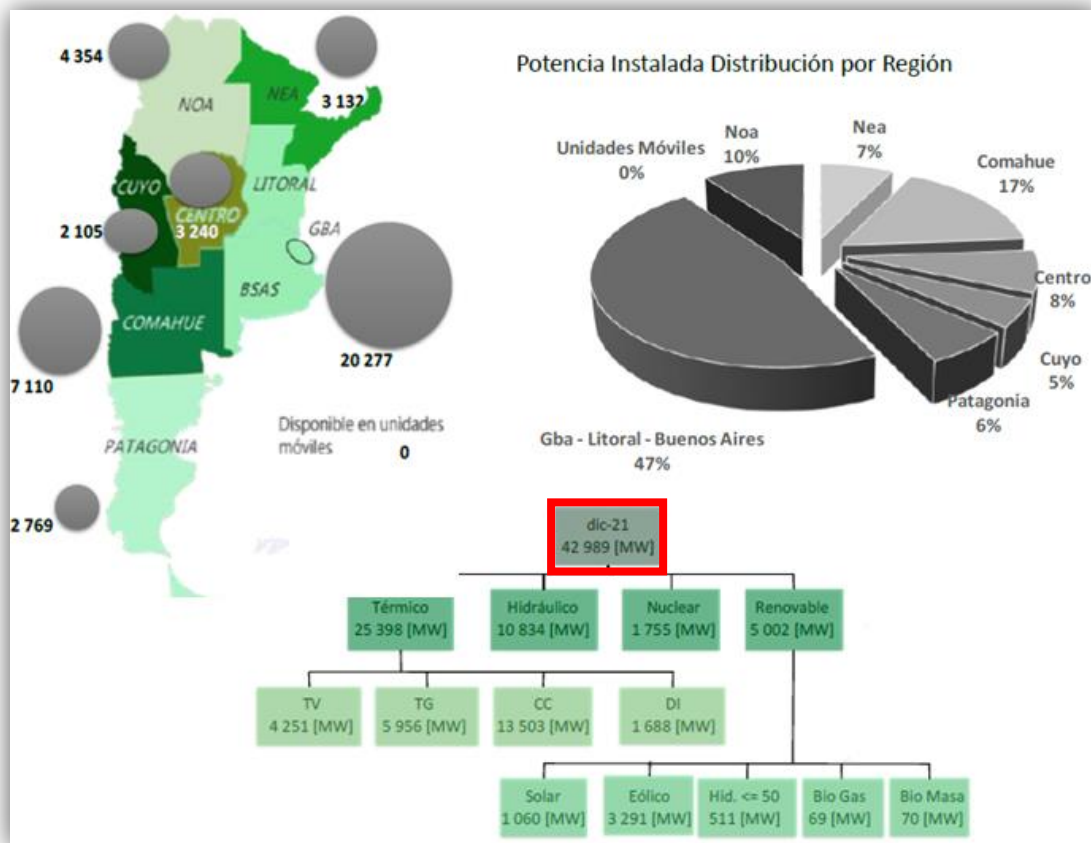 4 354
NOA
NEA
3 132
CUYO
LITORAL
CENTRO
2 105
3 240
GBA
BSAS
COMAHUE
7 110
20 277
Disponible en unidades
móviles
0
PATAGONIA
2 769
Potencia Instalada Distribución por Región
Unidades Móviles
0%
Noa
10%
Nea
7%
Comahue
17%
Centro
8%
Cuyo
5%
Patagonia
6%
Gba - Litoral - Buenos Aires
47%
dic-21
42 989 [MW]
Térmico
25 398 [MW]
Hidráulico
10 834 [MW]
Nuclear
1 755 [MW]
Renovable
5 002 [MW]
TV
4 251 [MW]
TG
5 956 [MW]
CC
13 503 [MW]
DI
1 688 [MW]
Solar
1 060 [MW]
Eólico
3 291 [MW]
Hid. <= 50
511 [MW]
Bio Gas
69 [MW]
Bio Masa
70 [MW]